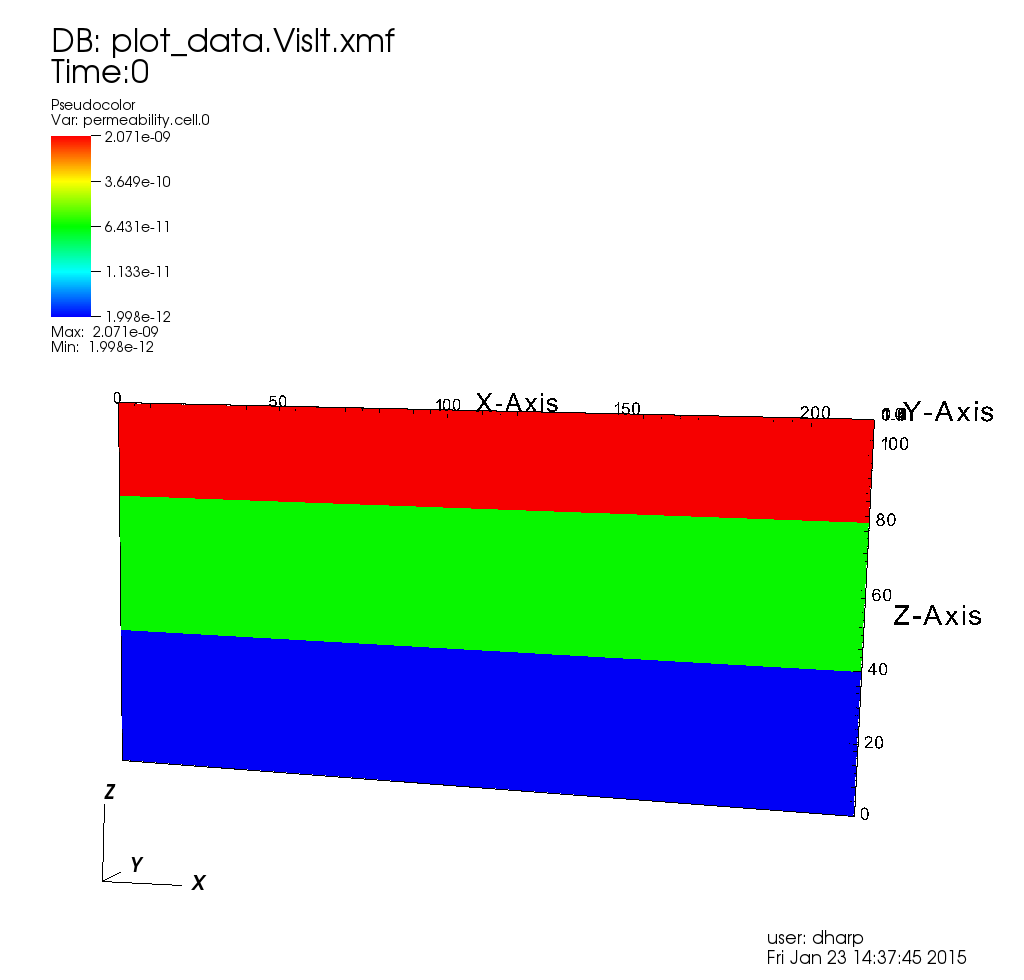 DB: plot_data.VisIt.xmf
Time:0
Pseudocolor
Var: permeability.cell.0
2.071e-09
3.649e-10
6.431e-11
1.133e-11
1.998e-12
Max: 2.071e-09
Min: 1.998e-12
0
50
100
X-Axis
150
200
Y-Axis
100
80
60
Z-Axis
40
20
0
Z
Y
X
user: dharp
Fri Jan 23 14:37:45 2015